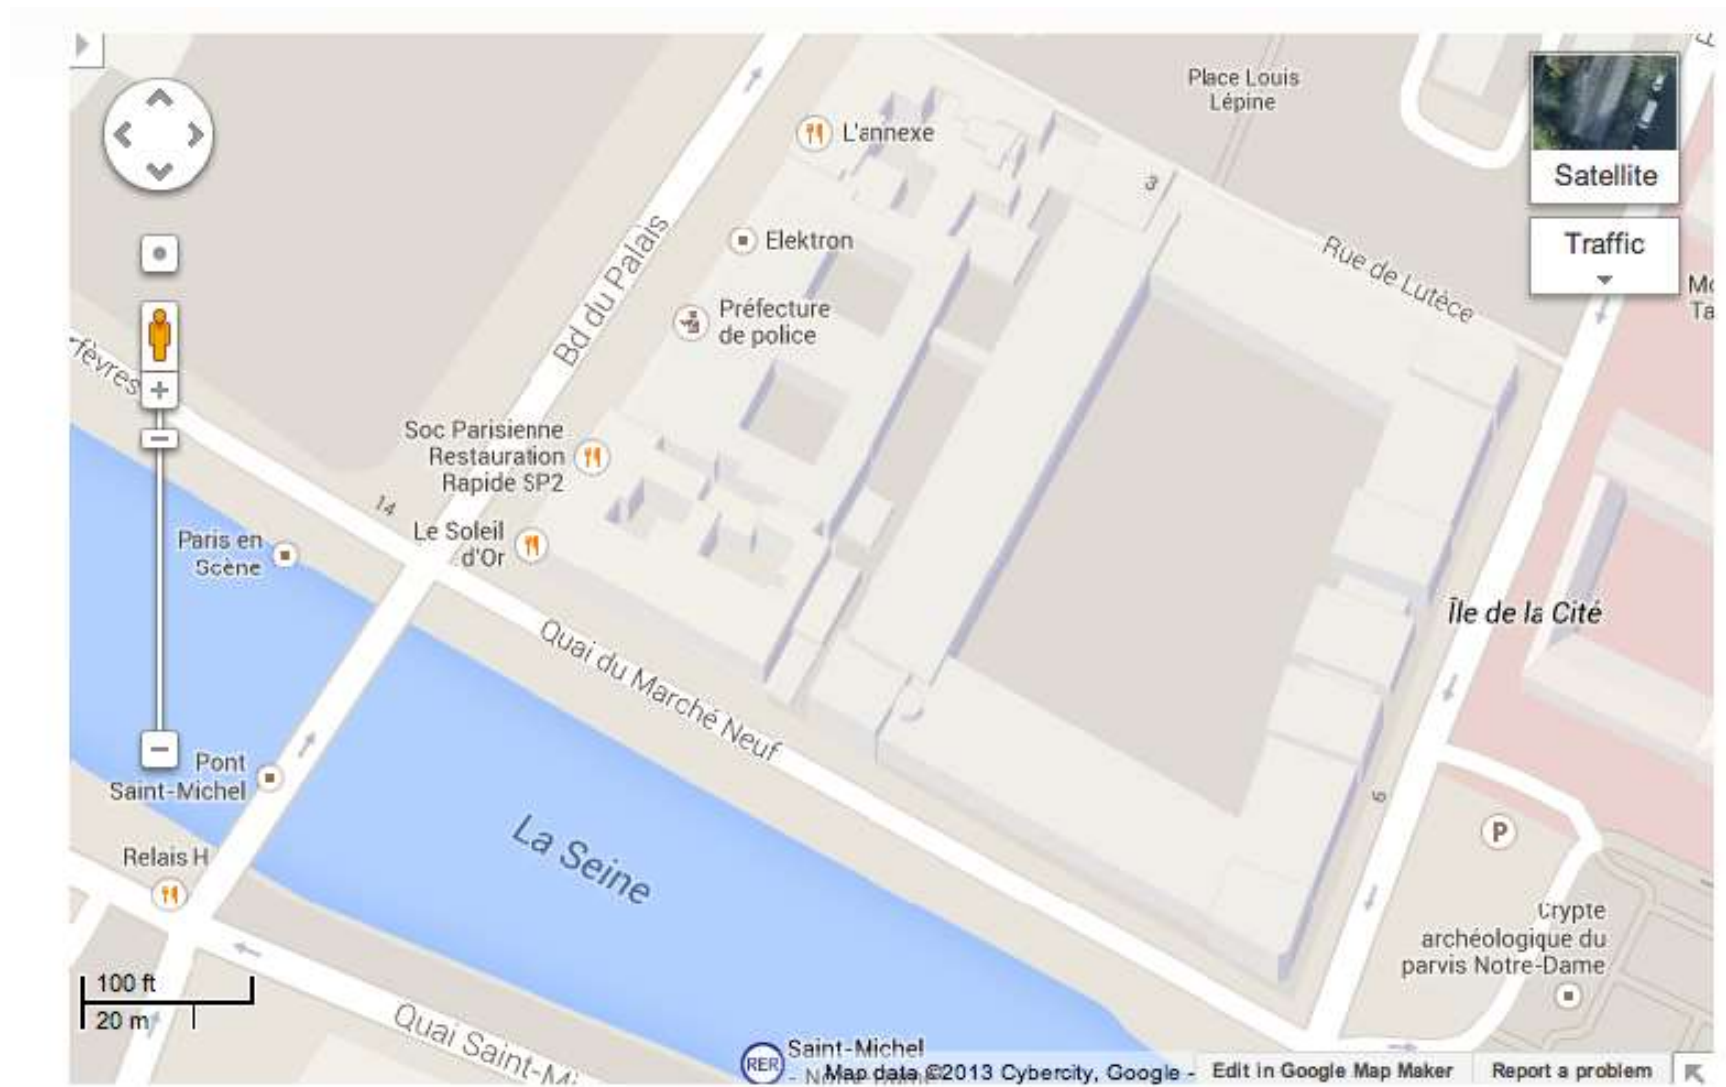 Place Louis
Lépine
L'annexe
Satellite
3
Elektron
Traffic
Rue de Lutèce
Bd du Palais
Préfecture
de police
fèvres
Soc Parisienne
Restauration
Rapide SP2
14
Le Soleil
d'Or
Paris en
Scène
Île de la Cité
Quai du Marché Neuf
Pont
Saint-Michel
6
P
La Seine
Relais H
Crypte
archéologique du
parvis Notre-Dame
100 ft
20 m
Quai Saint-Mi
RER
Saint-Michel
Map data ©2013 Cybercity, Google -
Edit in Google Map Maker
Report a problem